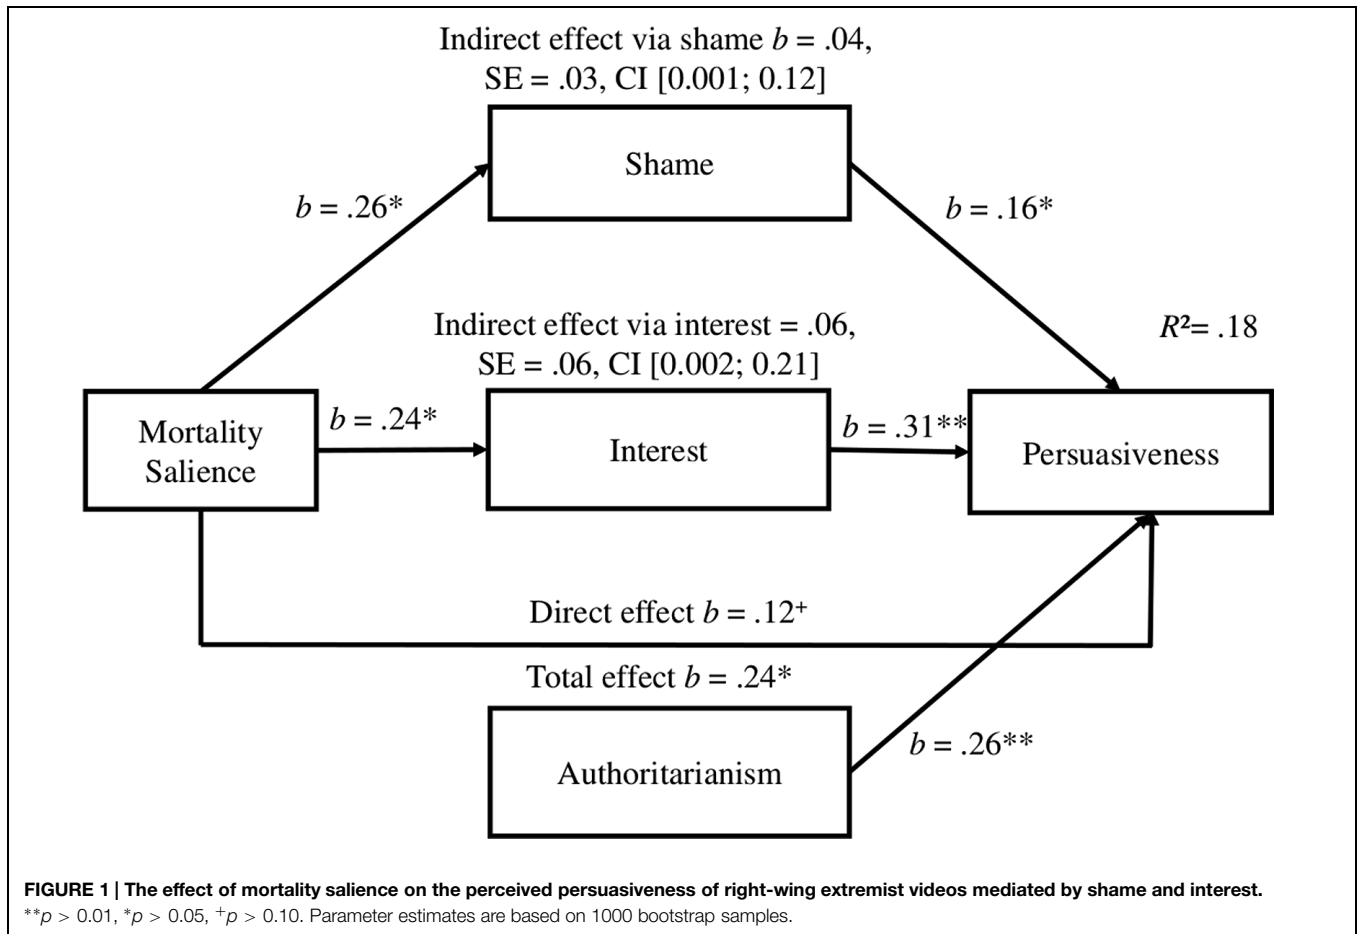 Indirect effect via shame b = .04,
SE = .03, CI [0.001; 0.12]
Shame
b = .26*
b = .16*
Indirect effect via interest = .06,
SE = .06, CI [0.002; 0.21]
R²= .18
Mortality
Salience
b = .24*
Interest
b = .31**
Persuasiveness
Direct effect b = .12⁺
Total effect b = .24*
b = .26**
Authoritarianism
FIGURE 1 | The effect of mortality salience on the perceived persuasiveness of right-wing extremist videos mediated by shame and interest.
**p > 0.01, *p > 0.05, ⁺p > 0.10. Parameter estimates are based on 1000 bootstrap samples.